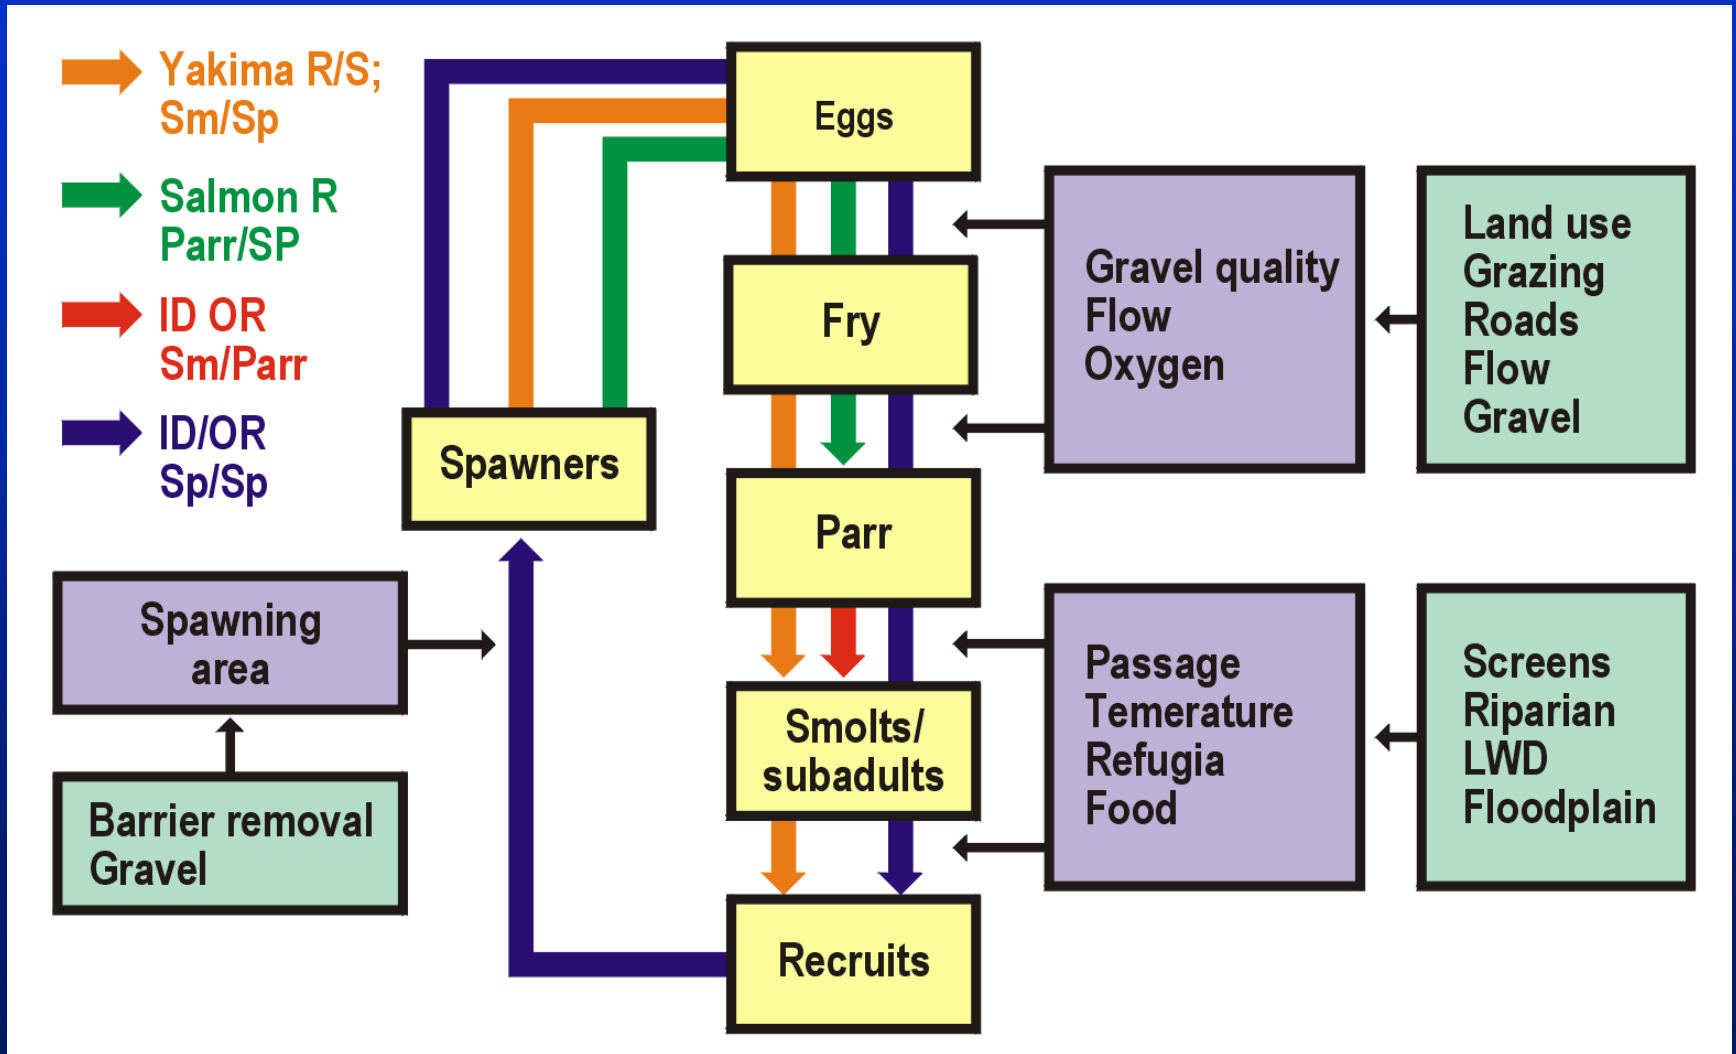 Yakima R/S;
Sm/Sp
Salmon R
Parr/SP
ID OR
Sm/Parr
ID/OR
Sp/Sp
Eggs
Fry
Spawners
Parr
Smolts/
subadults
Recruits
Spawning
area
Barrier removal
Gravel
Gravel quality
Flow
Oxygen
Land use
Grazing
Roads
Flow
Gravel
Passage
Temerature
Refugia
Food
Screens
Riparian
LWD
Floodplain